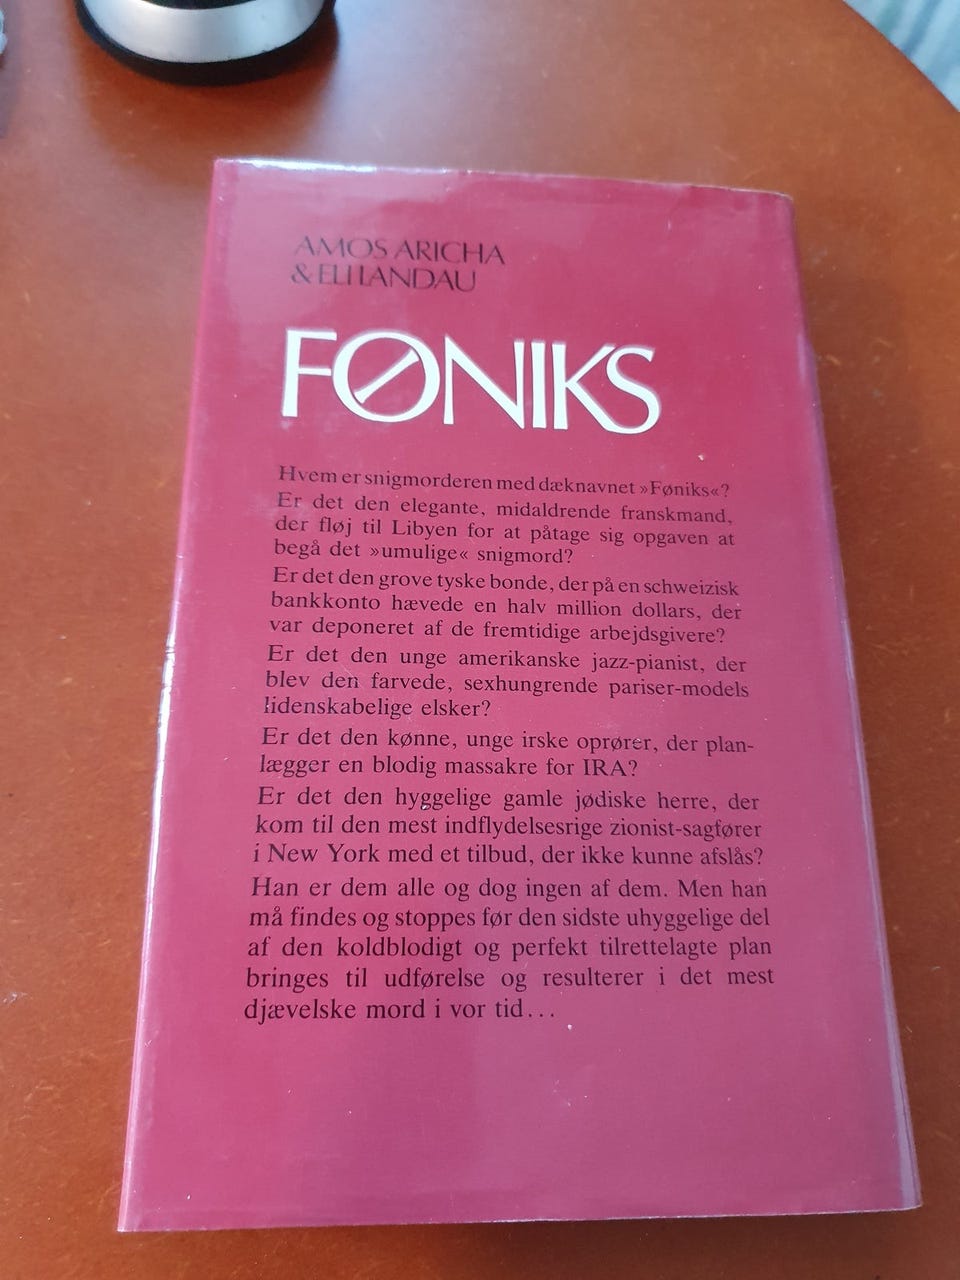 AMOS ARICHA
& ELI LANDAU
FØNIKS
Hvem er snigmorderen med dæknavnet »Føniks«?
Er det den elegante, midaldrende franskmand,
der fløj til Libyen for at påtage sig opgaven at
begå det »umulige« snigmord?
Er det den grove tyske bonde, der på en schweizisk
bankkonto hævede en halv million dollars, der
var deponeret af de fremtidige arbejdsgivere?
Er det den unge amerikanske jazz-pianist, der
blev den farvede, sexhungrende pariser-models
lidenskabelige elsker?
Er det den kønne, unge irske oprører, der plan-
lægger en blodig massakre for IRA?
Er det den hyggelige gamle jødiske herre, der
kom til den mest indflydelsesrige zionist-sagfører
i New York med et tilbud, der ikke kunne afslås?
Han er dem alle og dog ingen af dem. Men han
må findes og stoppes før den sidste uhyggelige del
af den koldblodigt og perfekt tilrettelagte plan
bringes til udførelse og resulterer i det mest
djævelske mord i vor tid...